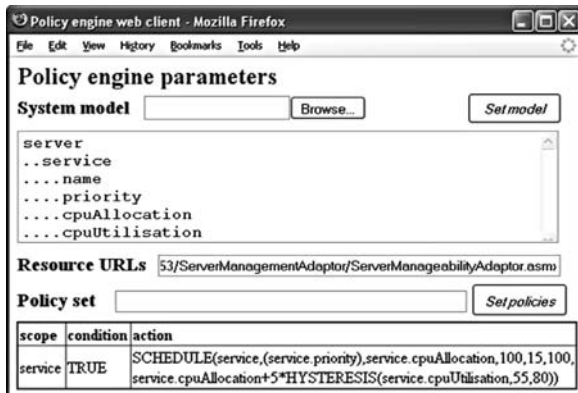 Policy engine web client - Mozilla Firefox
File Edit View History Bookmarks Tools Help
Policy engine parameters
System model Browse... Set model
server
..service
....name
....priority
....cpuAllocation
....cpuUtilisation
Resource URLs 53/ServerManagementAdaptor/ServerManageabilityAdaptor.asmx
Policy set Set policies
scope condition action
service TRUE SCHEDULE(service,(service.priority),service.cpuAllocation,100,15,100,
service.cpuAllocation+5*HYSTERESIS(service.cpuUtilisation,55,80))